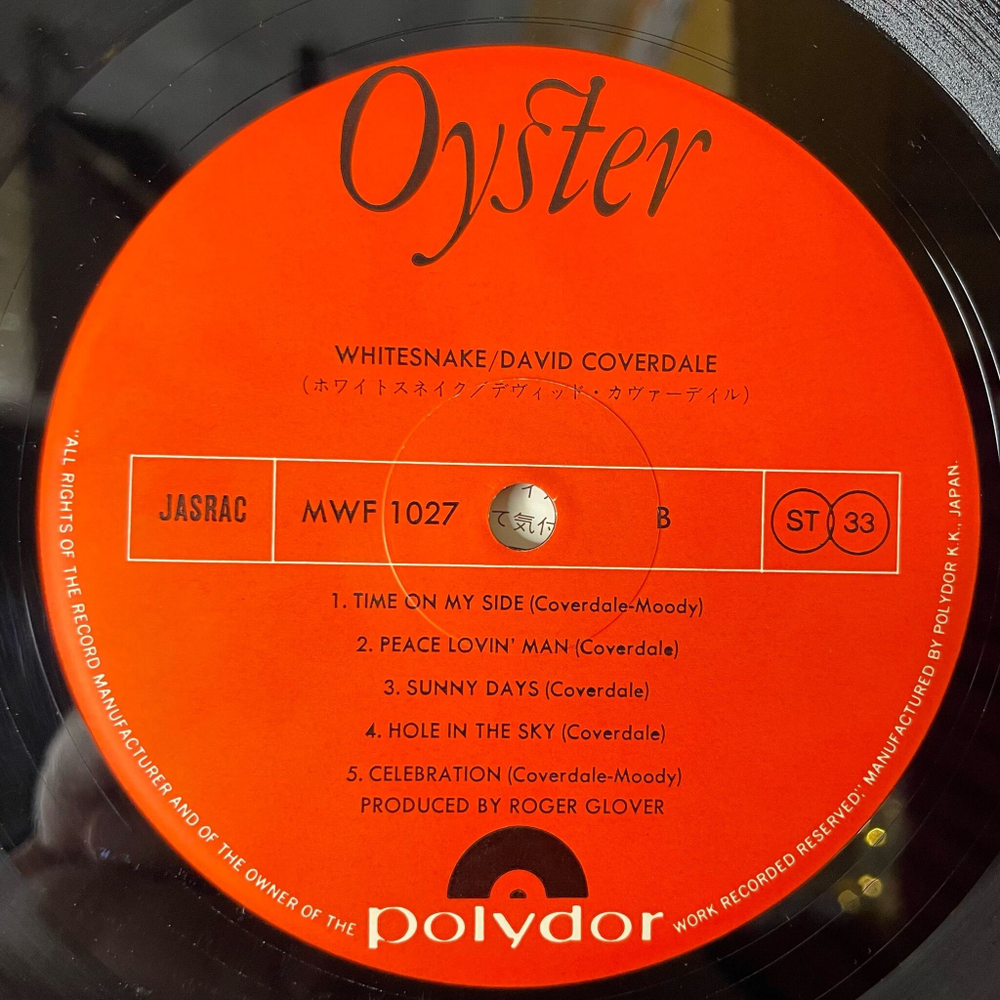 Oyster
WHITESNAKE/DAVID COVERDALE
(ホワイトスネイク/デヴィッド・カヴァーデイル)
JASRAC
MWF 1027
て気付
B
ST 33
1. TIME ON MY SIDE (Coverdale-Moody)
2. PEACE LOVIN' MAN (Coverdale)
3. SUNNY DAYS (Coverdale)
4. HOLE IN THE SKY (Coverdale)
5. CELEBRATION (Coverdale-Moody)
PRODUCED BY ROGER GLOVER
polydor
"ALL RIGHTS OF THE RECORD MANUFACTURER AND OF THE OWNER OF THE WORK RECORDED RESERVED." MANUFACTURED BY POLYDOR K.K., JAPAN.